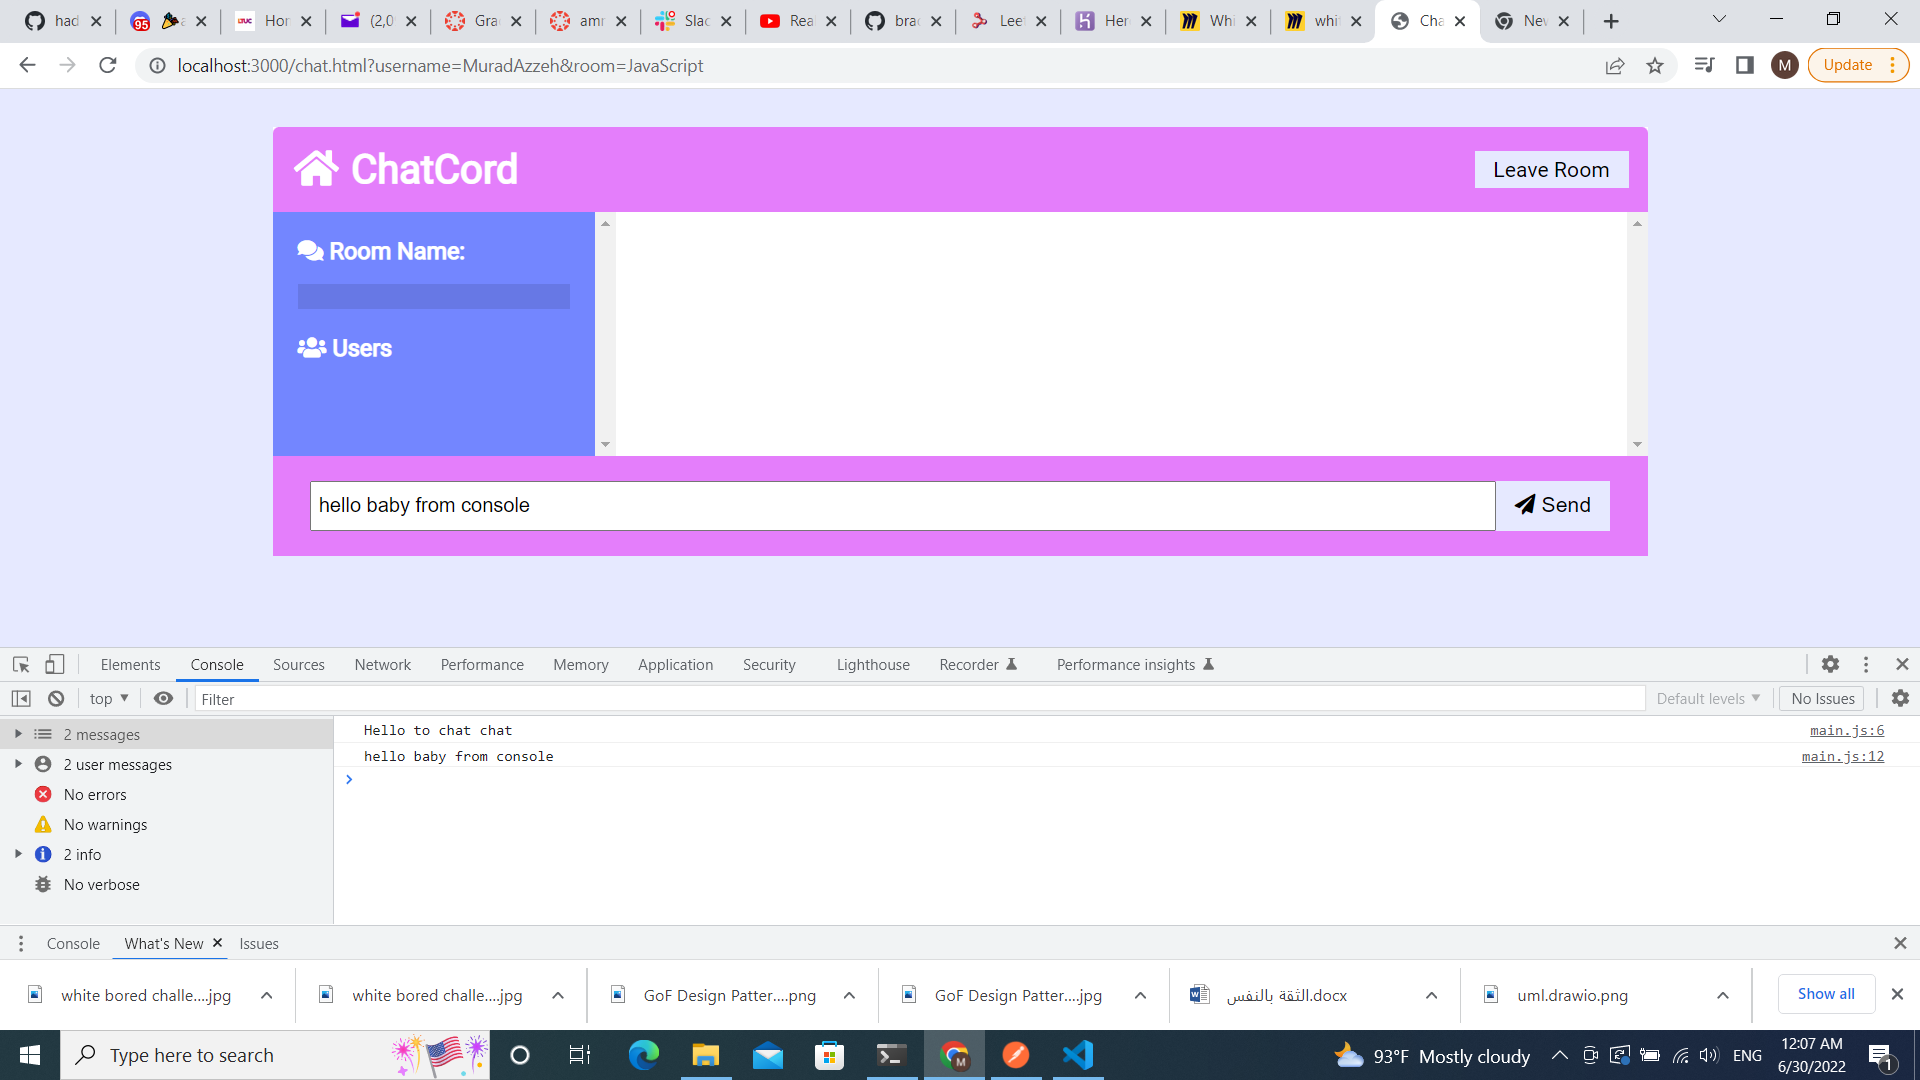 had
95
a
LTUC
Hor
(2,0
Gra
amr
Slac
Rea
brac
Lee
Her
Whi
whi
Cha
Nev
localhost:3000/chat.html?username=MuradAzzeh&room=JavaScript
M
Update
ChatCord
Leave Room
Room Name:
Users
hello baby from console
Send
Elements
Console
Sources
Network
Performance
Memory
Application
Security
Lighthouse
Recorder
Performance insights
top
Filter
Default levels
No Issues
2 messages
2 user messages
No errors
No warnings
2 info
No verbose
Hello to chat chat
main.js:6
hello baby from console
main.js:12
Console
What's New
Issues
white bored challe....jpg
white bored challe....jpg
GoF Design Patter....png
GoF Design Patter....jpg
الثقة بالنفس.docx
uml.drawio.png
Show all
Type here to search
M
93°F Mostly cloudy
ENG
12:07 AM
6/30/2022
1